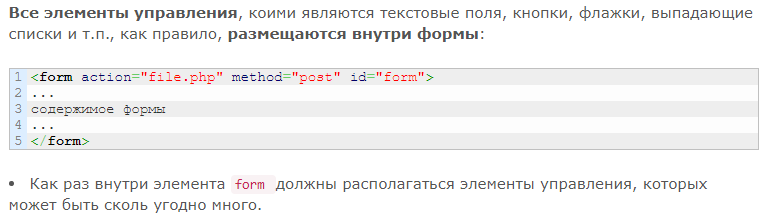 Все элементы управления, коими являются текстовые поля, кнопки, флажки, выпадающие
списки и т.п., как правило, размещаются внутри формы:
1 <form action="file.php" method="post" id="form">
2 ...
3 содержимое формы
4 ...
5 </form>
• Как раз внутри элемента form должны располагаться элементы управления, которых
может быть сколь угодно много.